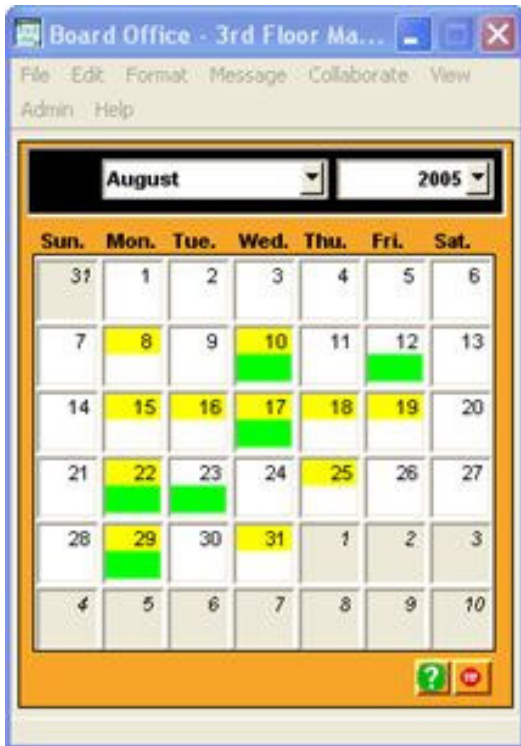 Board Office - 3rd Floor Ma...
File Edit Format Message Collaborate View
Admin Help
August 2005
Sun. Mon. Tue. Wed. Thu. Fri. Sat.
31 1 2 3 4 5 6
7 8 9 10 11 12 13
14 15 16 17 18 19 20
21 22 23 24 25 26 27
28 29 30 31 1 2 3
4 5 6 7 8 9 10
?